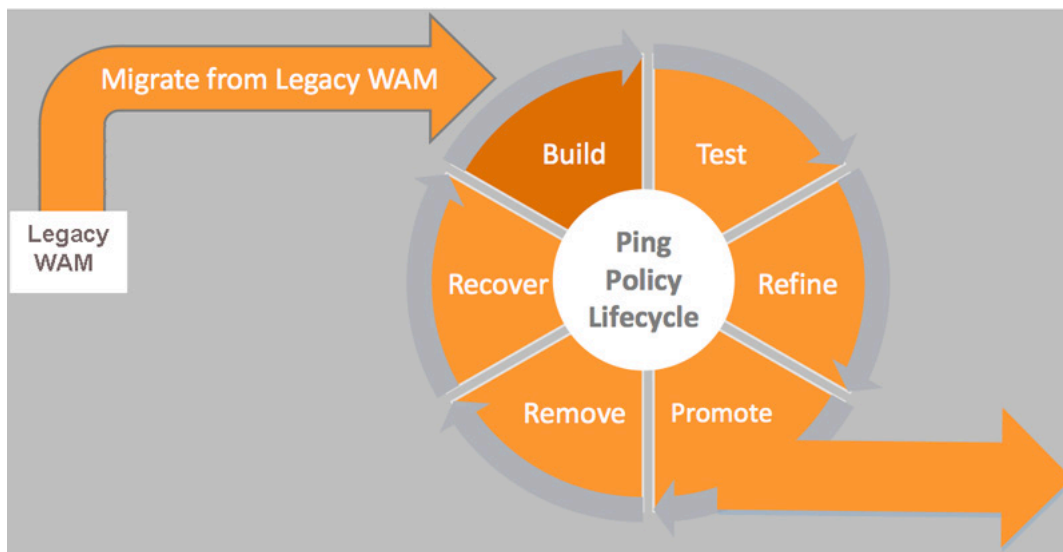 Migrate from Legacy WAM
Legacy
WAM
Build
Test
Recover
Ping
Policy
Lifecycle
Refine
Remove
Promote